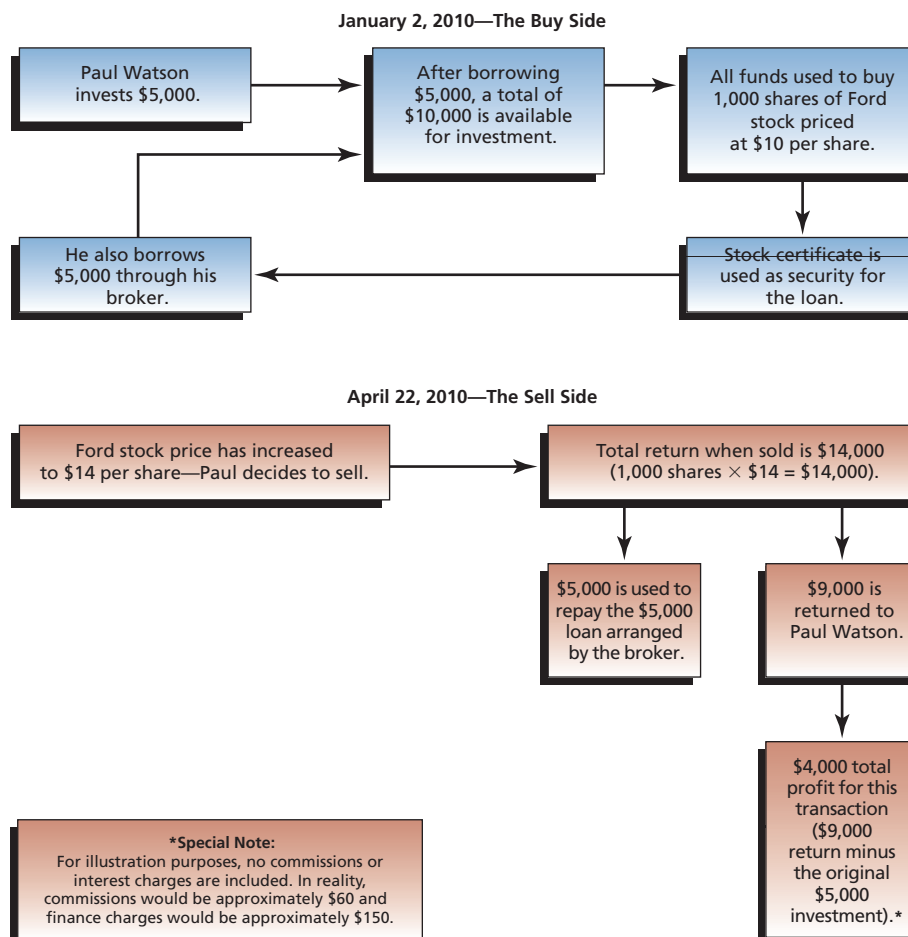 January 2, 2010—The Buy Side
Paul Watson
invests $5,000.
After borrowing
$5,000, a total of
$10,000 is available
for investment.
All funds used to buy
1,000 shares of Ford
stock priced
at $10 per share.
He also borrows
$5,000 through his
broker.
Stock certificate is
used as security for
the loan.
April 22, 2010—The Sell Side
Ford stock price has increased
to $14 per share—Paul decides to sell.
Total return when sold is $14,000
(1,000 shares × $14 = $14,000).
$5,000 is used to
repay the $5,000
loan arranged
by the broker.
$9,000 is
returned to
Paul Watson.
$4,000 total
profit for this
transaction
($9,000
return minus
the original
$5,000
investment).*
*Special Note:
For illustration purposes, no commissions or
interest charges are included. In reality,
commissions would be approximately $60 and
finance charges would be approximately $150.